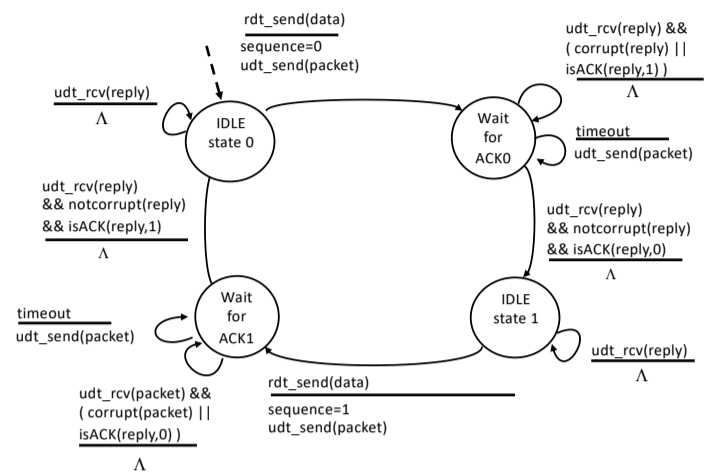 rdt_send(data)
sequence=0
udt_send(packet)
udt_rcv(reply) &&
( corrupt(reply) ||
isACK(reply,1) )
Λ
udt_rcv(reply)
Λ
IDLE
state 0
Wait
for
ACK0
timeout
udt_send(packet)
udt_rcv(reply)
&& notcorrupt(reply)
&& isACK(reply,1)
Λ
udt_rcv(reply)
&& notcorrupt(reply)
&& isACK(reply,0)
Λ
Wait
for
ACK1
IDLE
state 1
timeout
udt_send(packet)
udt_rcv(reply)
Λ
udt_rcv(packet) &&
( corrupt(packet) ||
isACK(reply,0) )
Λ
rdt_send(data)
sequence=1
udt_send(packet)